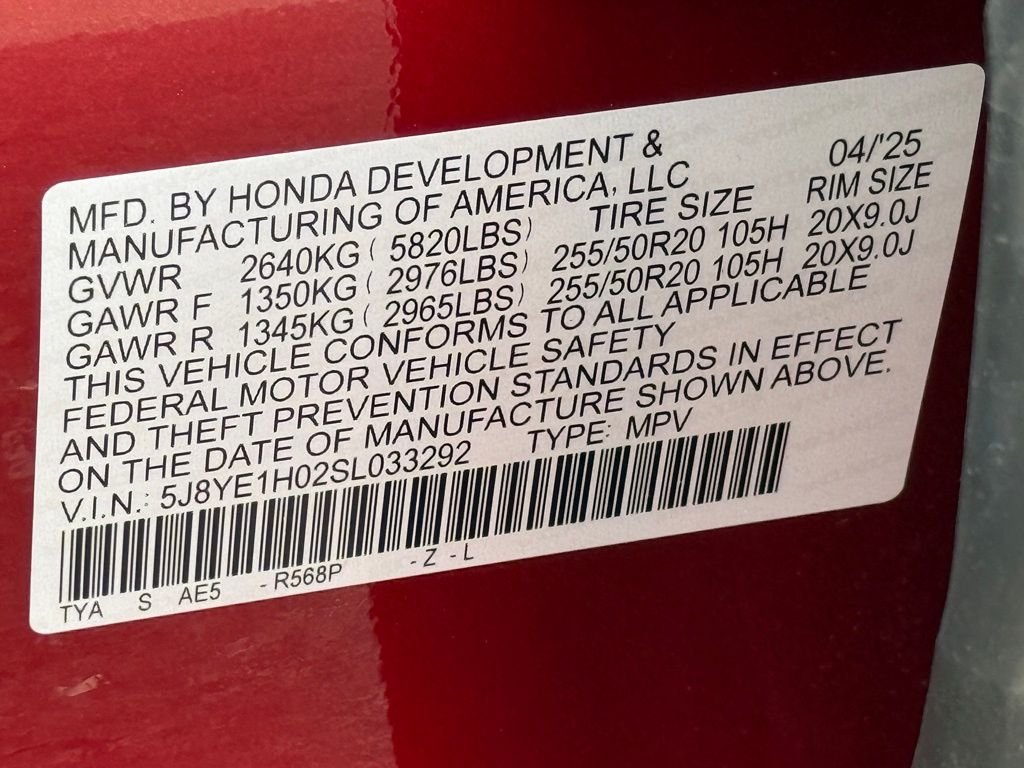 MFD. BY HONDA DEVELOPMENT & 04/'25
MANUFACTURING OF AMERICA, LLC RIM SIZE
GVWR 2640KG ( 5820LBS) TIRE SIZE
GAWR F 1350KG ( 2976LBS) 255/50R20 105H 20X9.0J
GAWR R 1345KG ( 2965LBS) 255/50R20 105H 20X9.0J
THIS VEHICLE CONFORMS TO ALL APPLICABLE
FEDERAL MOTOR VEHICLE SAFETY
AND THEFT PREVENTION STANDARDS IN EFFECT
ON THE DATE OF MANUFACTURE SHOWN ABOVE.
V.I.N.: 5J8YE1H02SL033292 TYPE: MPV
TYA S AE5 - R568P - Z - L